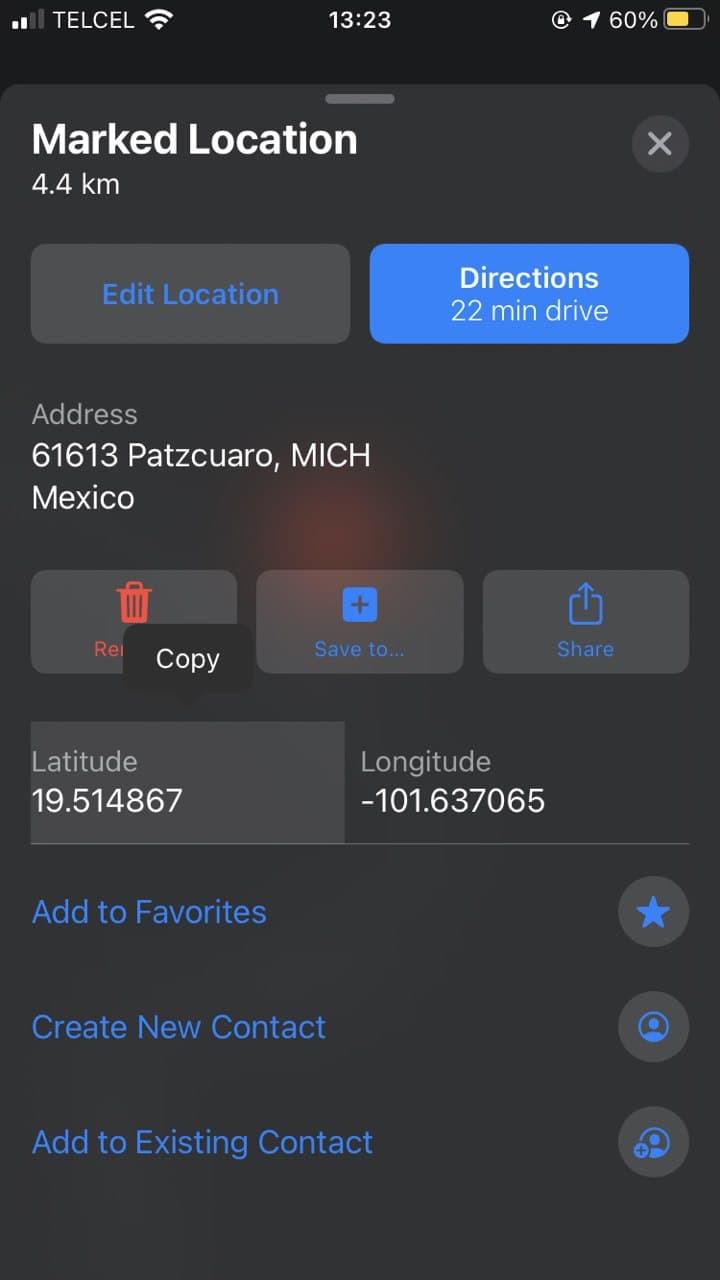 TELCEL 13:23 60%
Marked Location
4.4 km
Edit Location
Directions
22 min drive
Address
61613 Patzcuaro, MICH
Mexico
Copy
Save to...
Share
Latitude
19.514867
Longitude
-101.637065
Add to Favorites
Create New Contact
Add to Existing Contact